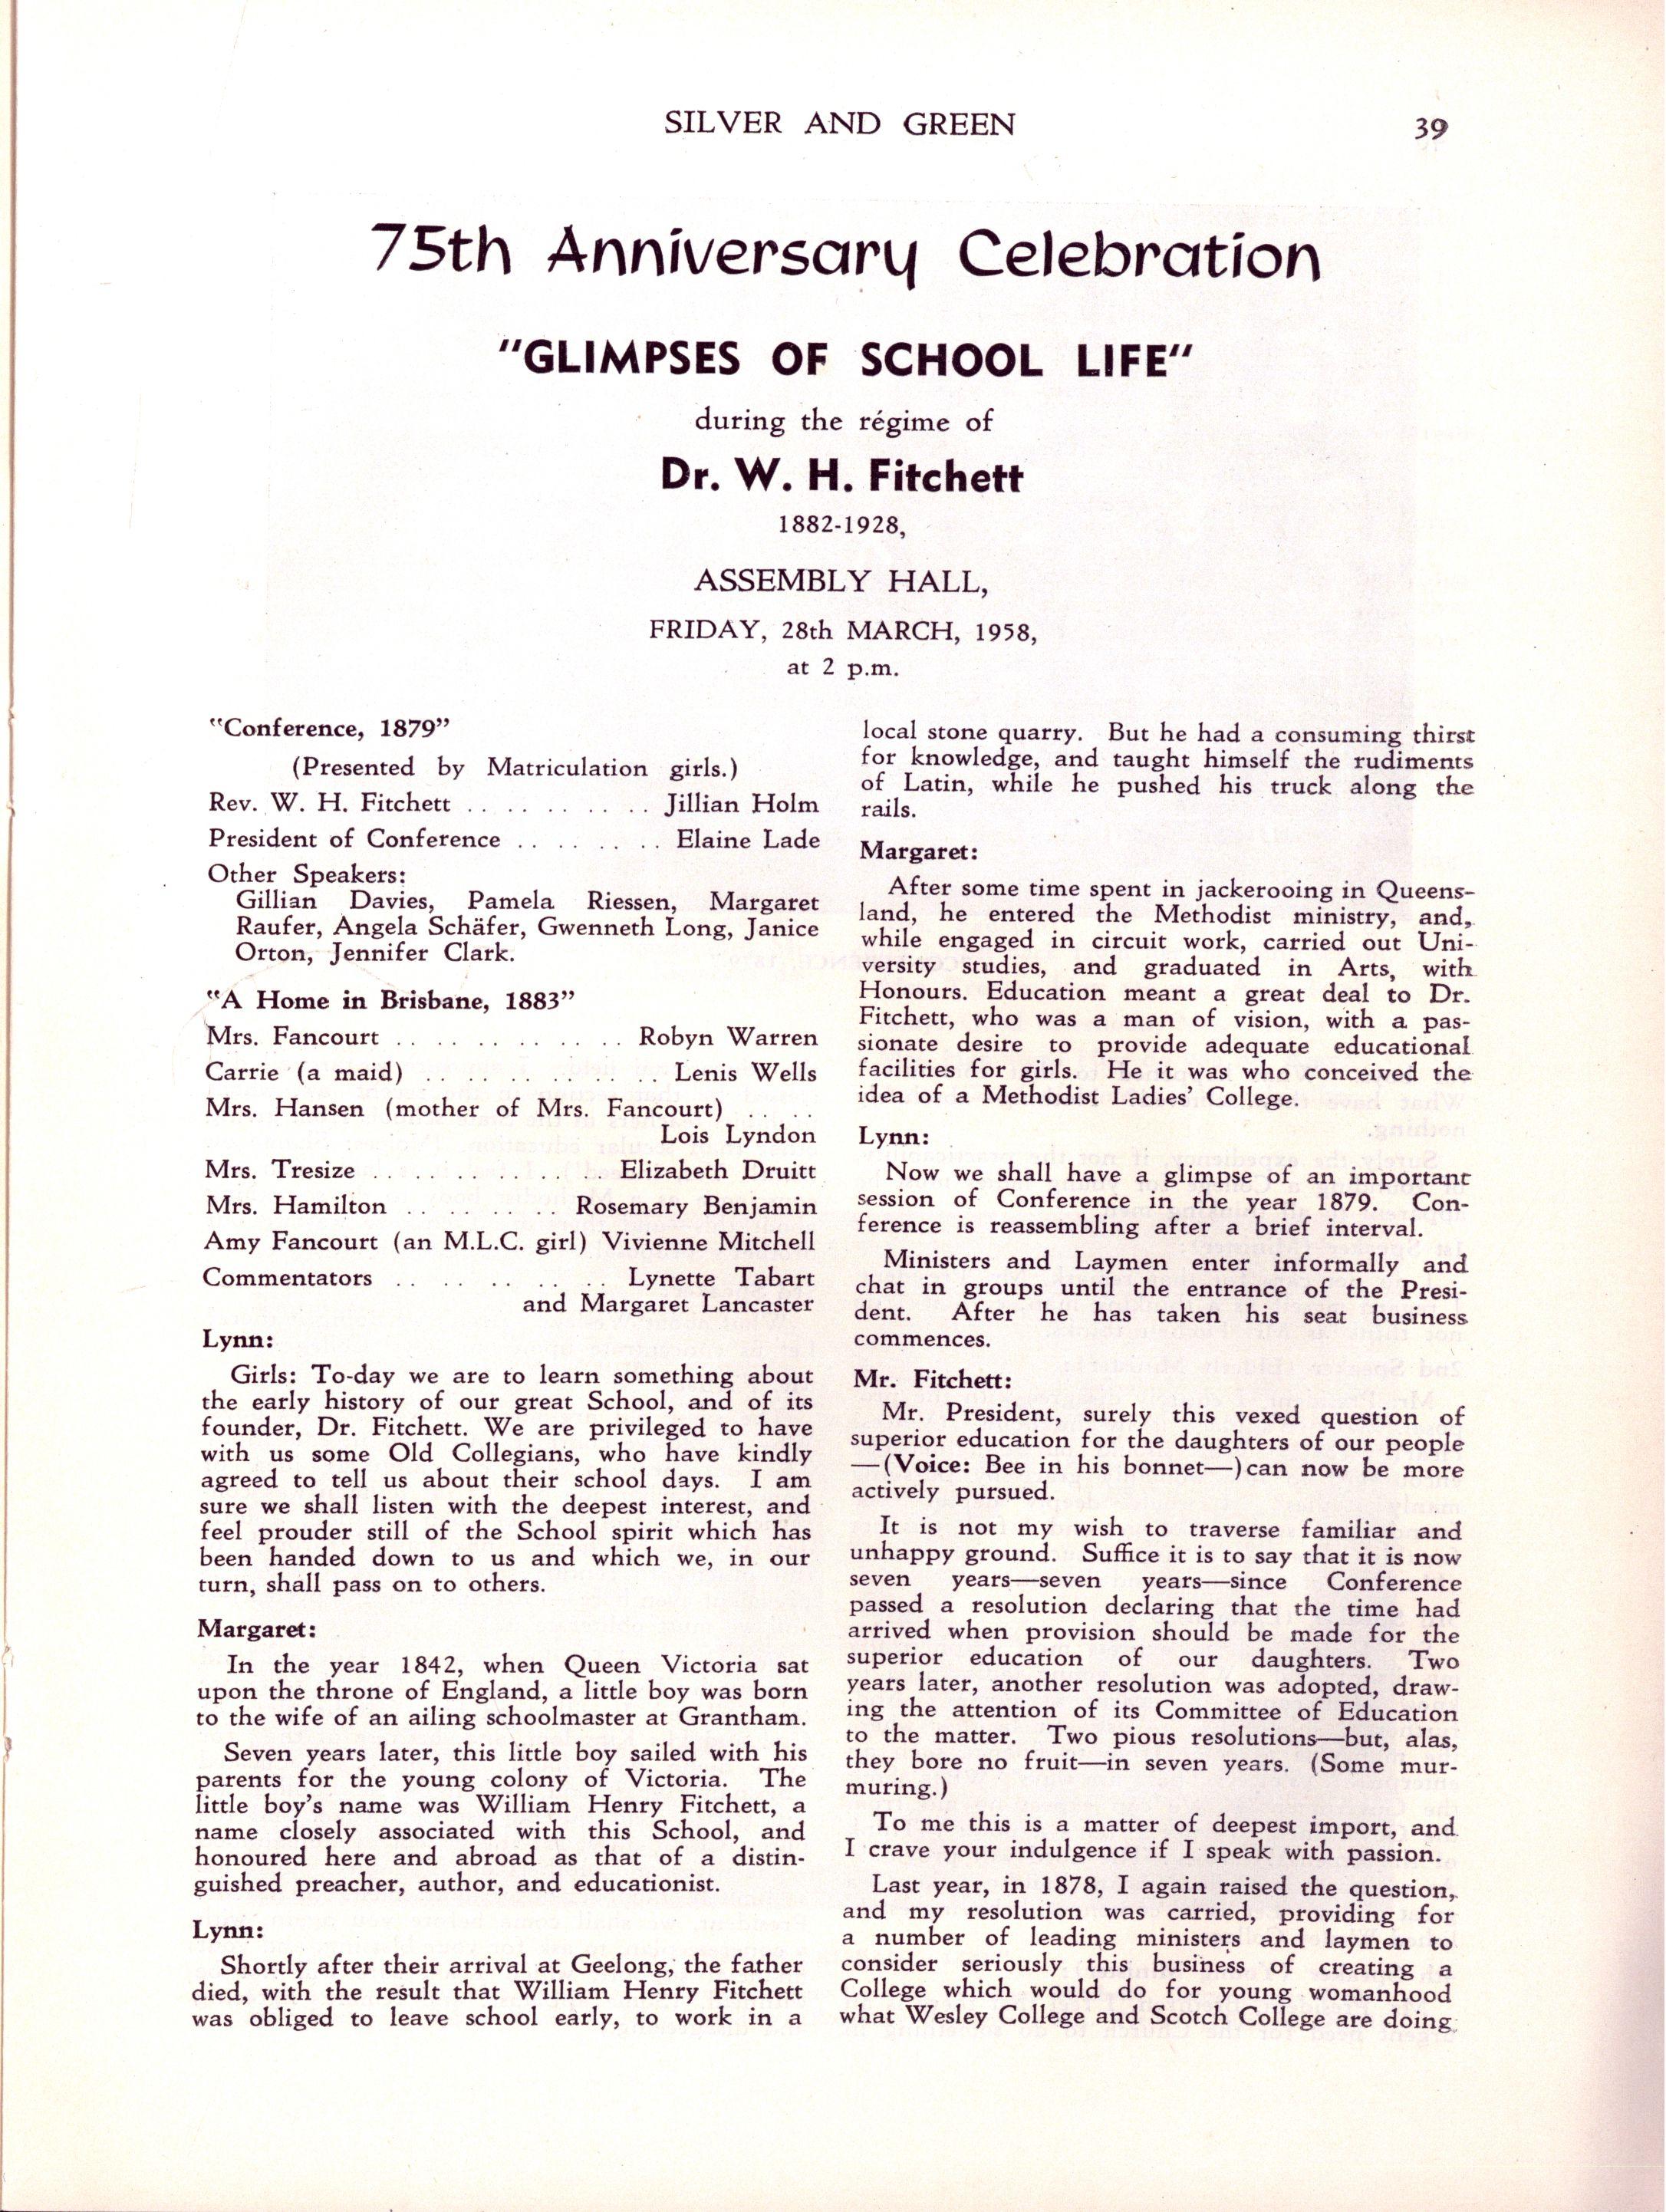 SILVER AND GREEN
39
75th Anniversary Celebration
"GLIMPSES OF SCHOOL LIFE"
during the régime of
Dr. W. H. Fitchett
1882-1928,
ASSEMBLY HALL,
FRIDAY, 28th MARCH, 1958,
at 2 p.m.
"Conference, 1879"
(Presented by Matriculation girls.)
Rev. W. H. Fitchett . . . . . . . . . . Jillian Holm
President of Conference . . . . . . . . Elaine Lade
Other Speakers:
Gillian Davies, Pamela Riessen, Margaret
Raufer, Angela Schäfer, Gwenneth Long, Janice
Orton, Jennifer Clark.
"A Home in Brisbane, 1883"
Mrs. Fancourt . . . . . . . . . . . . Robyn Warren
Carrie (a maid) . . . . . . . . . . . . Lenis Wells
Mrs. Hansen (mother of Mrs. Fancourt) . . . .
Lois Lyndon
Mrs. Tresize . . . . . . . . . . . . Elizabeth Druitt
Mrs. Hamilton . . . . . . . . Rosemary Benjamin
Amy Fancourt (an M.L.C. girl) Vivienne Mitchell
Commentators . . . . . . . . . . Lynette Tabart
and Margaret Lancaster
Lynn:
Girls: To-day we are to learn something about
the early history of our great School, and of its
founder, Dr. Fitchett. We are privileged to have
with us some Old Collegians, who have kindly
agreed to tell us about their school days. I am
sure we shall listen with the deepest interest, and
feel prouder still of the School spirit which has
been handed down to us and which we, in our
turn, shall pass on to others.
Margaret:
In the year 1842, when Queen Victoria sat
upon the throne of England, a little boy was born
to the wife of an ailing schoolmaster at Grantham.
Seven years later, this little boy sailed with his
parents for the young colony of Victoria. The
little boy's name was William Henry Fitchett, a
name closely associated with this School, and
honoured here and abroad as that of a distin-
guished preacher, author, and educationist.
Lynn:
Shortly after their arrival at Geelong, the father
died, with the result that William Henry Fitchett
was obliged to leave school early, to work in a
local stone quarry. But he had a consuming thirst
for knowledge, and taught himself the rudiments
of Latin, while he pushed his truck along the
rails.
Margaret:
After some time spent in jackerooing in Queens-
land, he entered the Methodist ministry, and,
while engaged in circuit work, carried out Uni-
versity studies, and graduated in Arts, with
Honours. Education meant a great deal to Dr.
Fitchett, who was a man of vision, with a pas-
sionate desire to provide adequate educational
facilities for girls. He it was who conceived the
idea of a Methodist Ladies' College.
Lynn:
Now we shall have a glimpse of an important
session of Conference in the year 1879. Con-
ference is reassembling after a brief interval.
Ministers and Laymen enter informally and
chat in groups until the entrance of the Presi-
dent. After he has taken his seat business
commences.
Mr. Fitchett:
Mr. President, surely this vexed question of
superior education for the daughters of our people
—(Voice: Bee in his bonnet—)can now be more
actively pursued.
It is not my wish to traverse familiar and
unhappy ground. Suffice it is to say that it is now
seven years—seven years—since Conference
passed a resolution declaring that the time had
arrived when provision should be made for the
superior education of our daughters. Two
years later, another resolution was adopted, draw-
ing the attention of its Committee of Education
to the matter. Two pious resolutions—but, alas,
they bore no fruit—in seven years. (Some mur-
muring.)
To me this is a matter of deepest import, and
I crave your indulgence if I speak with passion.
Last year, in 1878, I again raised the question,
and my resolution was carried, providing for
a number of leading ministers and laymen to
consider seriously this business of creating a
College which would do for young womanhood
what Wesley College and Scotch College are doing